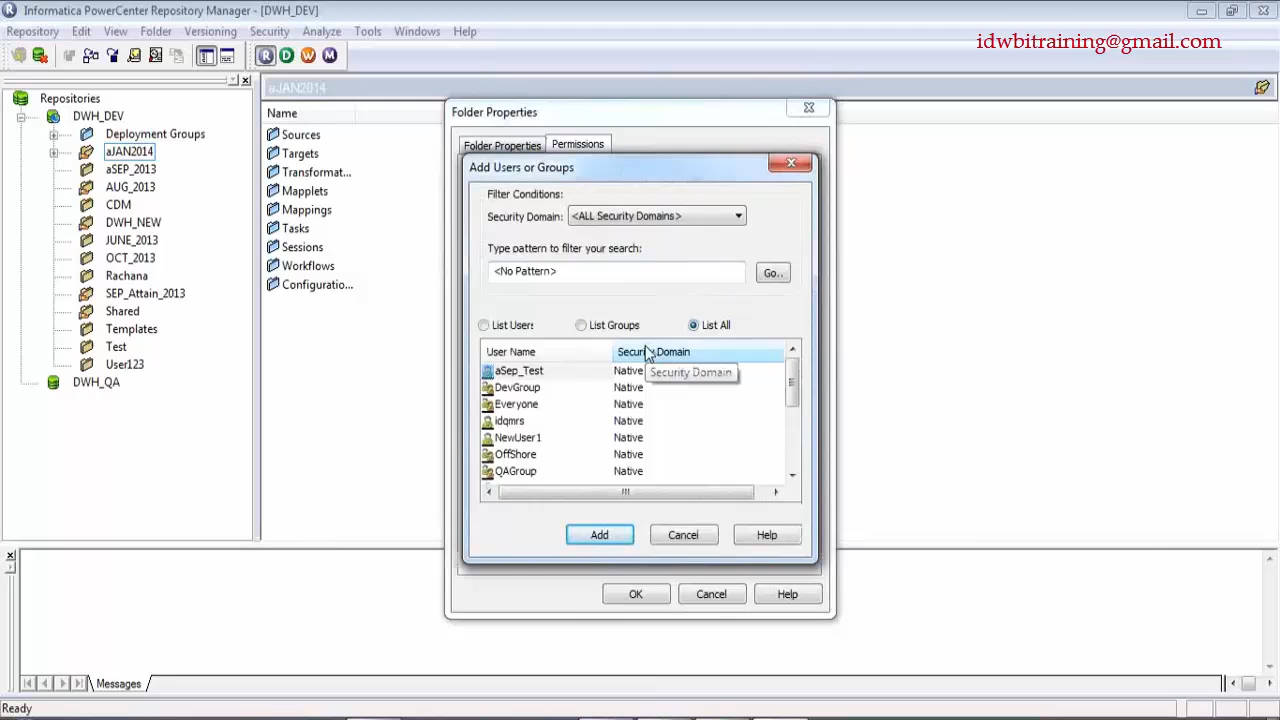 Informatica PowerCenter Repository Manager - [DWH_DEV]
Repository Edit View Folder Versioning Security Analyze Tools Windows Help
idwbitraining@gmail.com
R D W M
Repositories
DWH_DEV
Deployment Groups
aJAN2014
aSEP_2013
AUG_2013
CDM
DWH_NEW
JUNE_2013
OCT_2013
Rachana
SEP_Attain_2013
Shared
Templates
Test
User123
DWH_QA
aJAN2014
Name
Sources
Targets
Transformat...
Mapplets
Mappings
Tasks
Sessions
Workflows
Configuratio...
Folder Properties
Folder Properties Permissions
Add Users or Groups
Filter Conditions:
Security Domain: <ALL Security Domains>
Type pattern to filter your search:
<No Pattern> Go..
List Users List Groups List All
User Name Security Domain
aSep_Test Native
Security Domain
DevGroup Native
Everyone Native
idqmrs Native
NewUser1 Native
OffShore Native
QAGroup Native
Add Cancel Help
OK Cancel Help
Messages
Ready